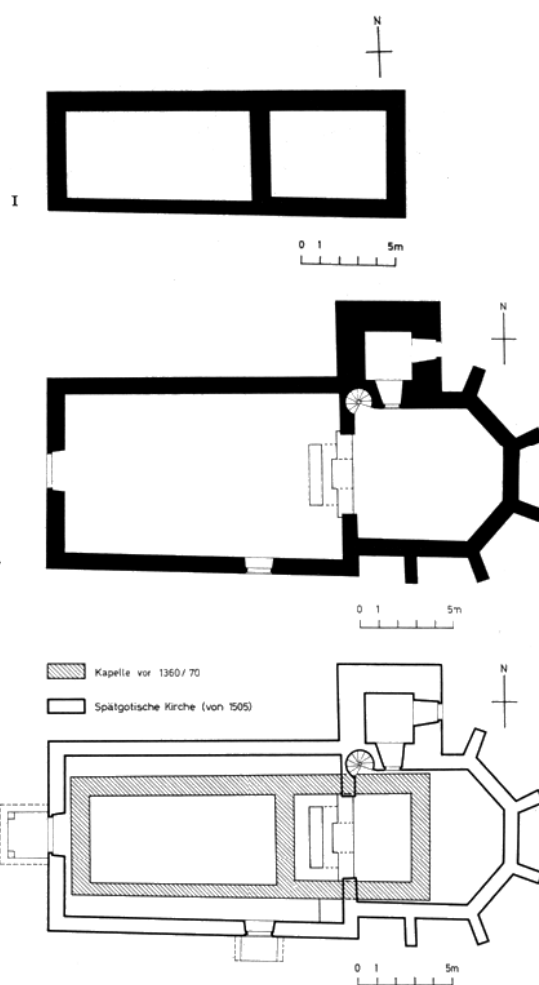 N
I
0 1 5m
N
0 1 5m
Kapelle vor 1360/70
N
Spätgotische Kirche (von 1505)
0 1 5m